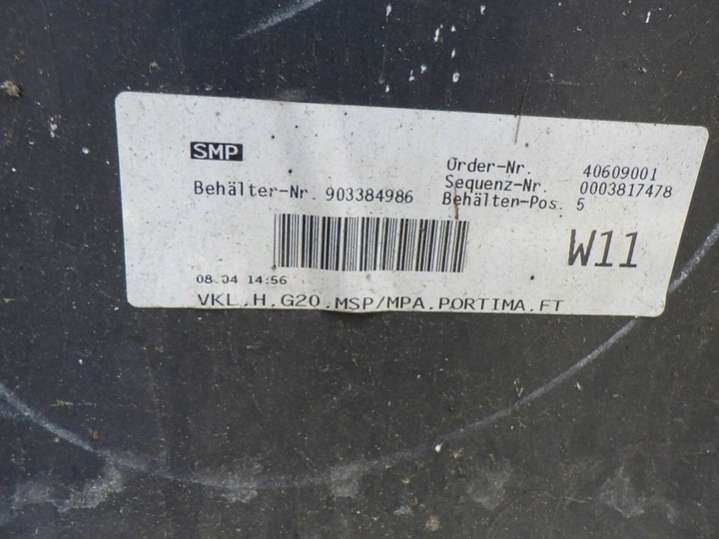 SMP
Order-Nr. 40609001
Sequenz-Nr. 0003817478
Behälter-Nr. 903384986
Behälter-Pos. 5
W11
08.04 14:56
VKL.H.G20.MSP/MPA.PORTIMA.FT